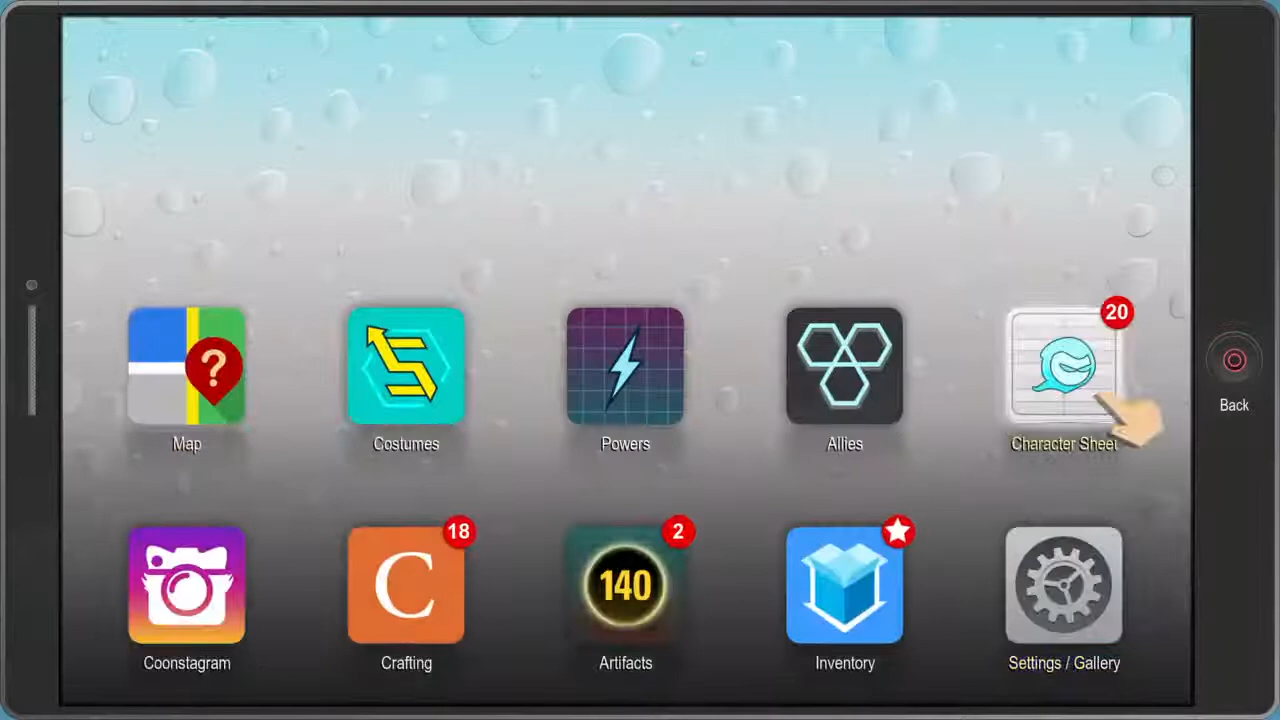 20
?
Map
Costumes
Powers
Allies
Character Sheet
Back
18
2
C
140
Coonstagram
Crafting
Artifacts
Inventory
Settings / Gallery